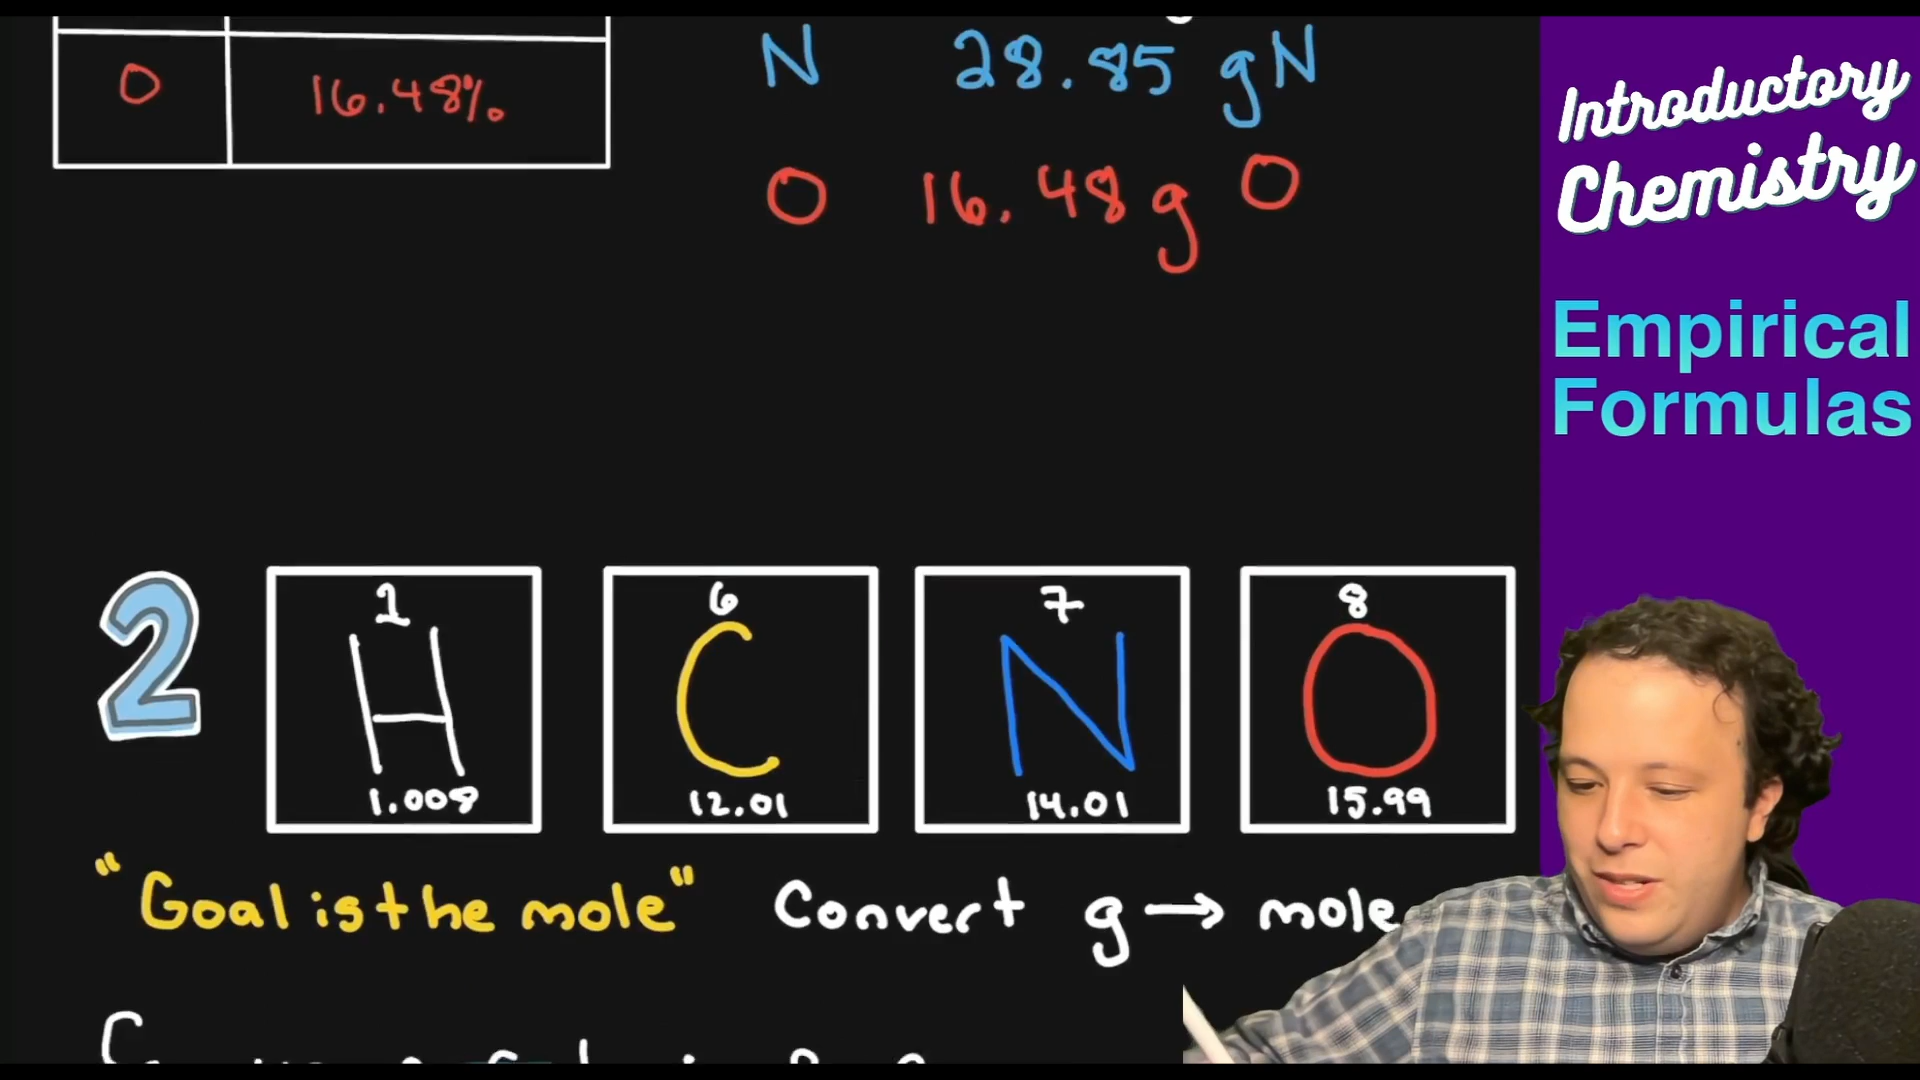 O 16.48%
N 28.85 g N
O 16.48 g O
2
1
H
1.008
6
C
12.01
7
N
14.01
8
O
15.99
"Goal is the mole" Convert g → mole
Introductory
Chemistry
Empirical
Formulas